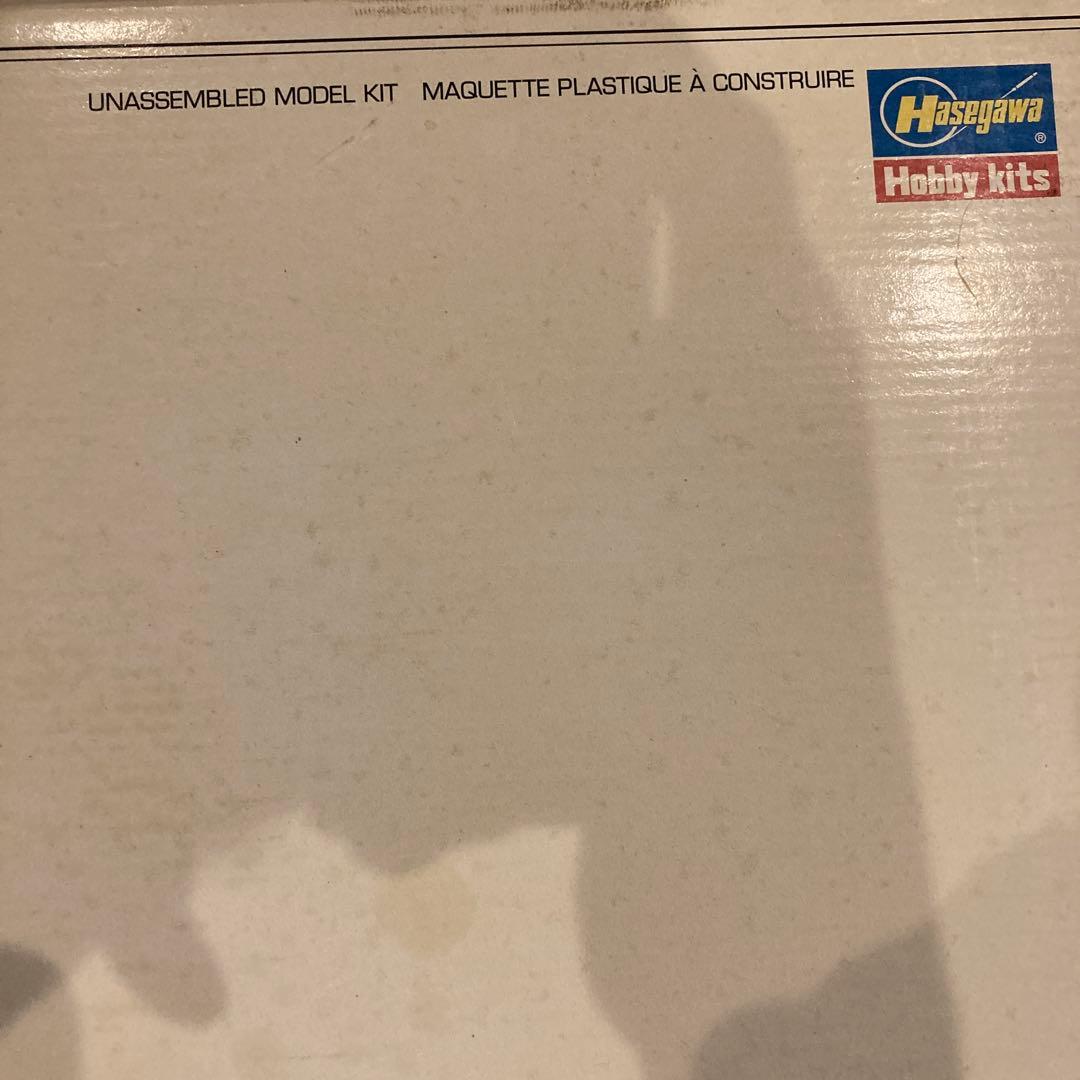 UNASSEMBLED MODEL KIT MAQUETTE PLASTIQUE À CONSTRUIRE
Hasegawa ®
Hobby kits